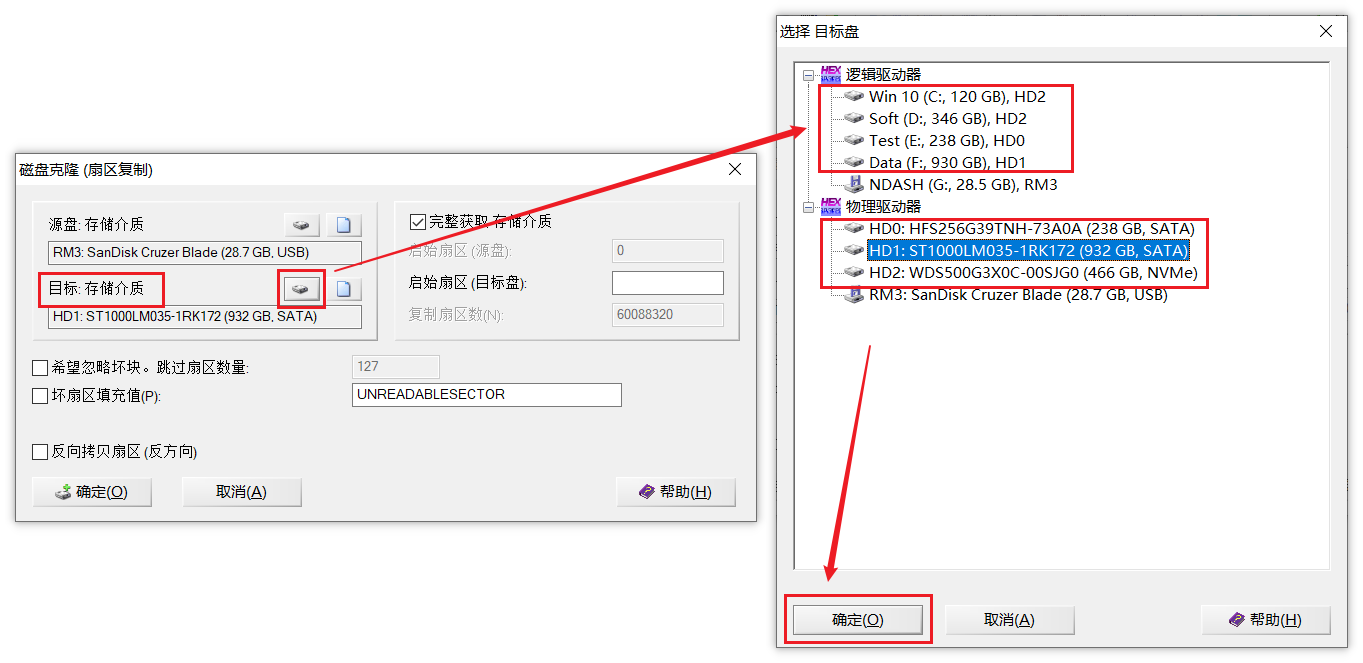 磁盘克隆 (扇区复制)
源盘: 存储介质
RM3: SanDisk Cruzer Blade (28.7 GB, USB)
目标: 存储介质
HD1: ST1000LM035-1RK172 (932 GB, SATA)
完整获取 存储介质
启始扇区 (源盘):
0
启始扇区 (目标盘):
复制扇区数(N):
60088320
希望忽略坏块。跳过扇区数量:
127
坏扇区填充值(P):
UNREADABLESECTOR
反向拷贝扇区 (反方向)
确定(O)
取消(A)
帮助(H)
选择 目标盘
HEX
逻辑驱动器
Win 10 (C:, 120 GB), HD2
Soft (D:, 346 GB), HD2
Test (E:, 238 GB), HD0
Data (F:, 930 GB), HD1
NDASH (G:, 28.5 GB), RM3
HEX
物理驱动器
HD0: HFS256G39TNH-73A0A (238 GB, SATA)
HD1: ST1000LM035-1RK172 (932 GB, SATA)
HD2: WDS500G3X0C-00SJG0 (466 GB, NVMe)
RM3: SanDisk Cruzer Blade (28.7 GB, USB)
确定(O)
取消(A)
帮助(H)